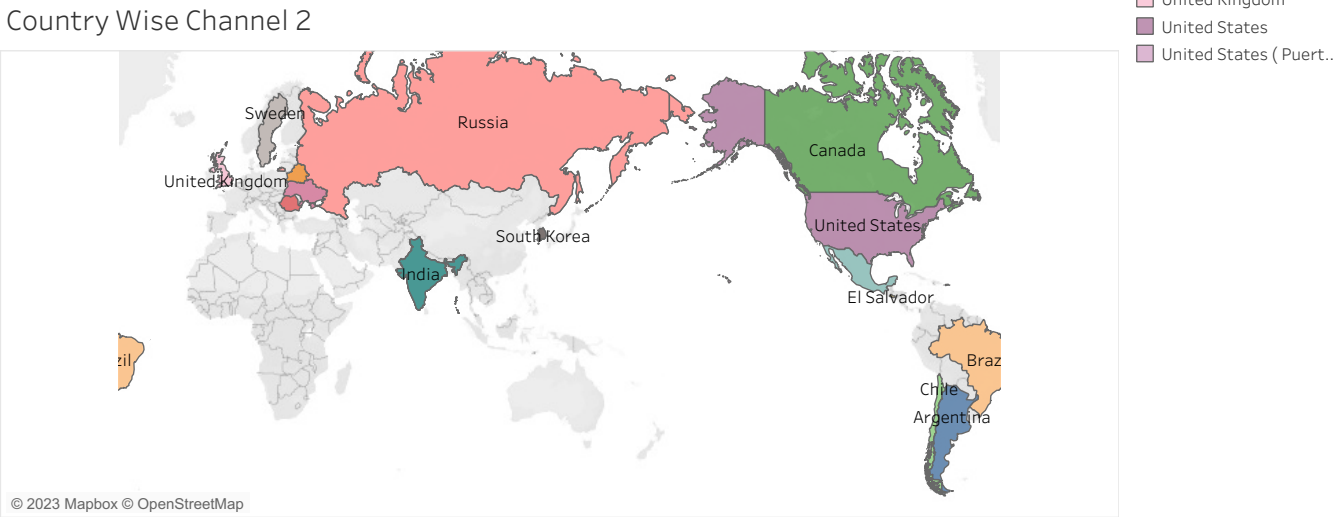 Country Wise Channel 2
United Kingdom
United States
United States ( Puert..
Sweden
Russia
Canada
United Kingdom
United States
South Korea
India
El Salvador
zil
Braz
Chile
Argentina
© 2023 Mapbox © OpenStreetMap